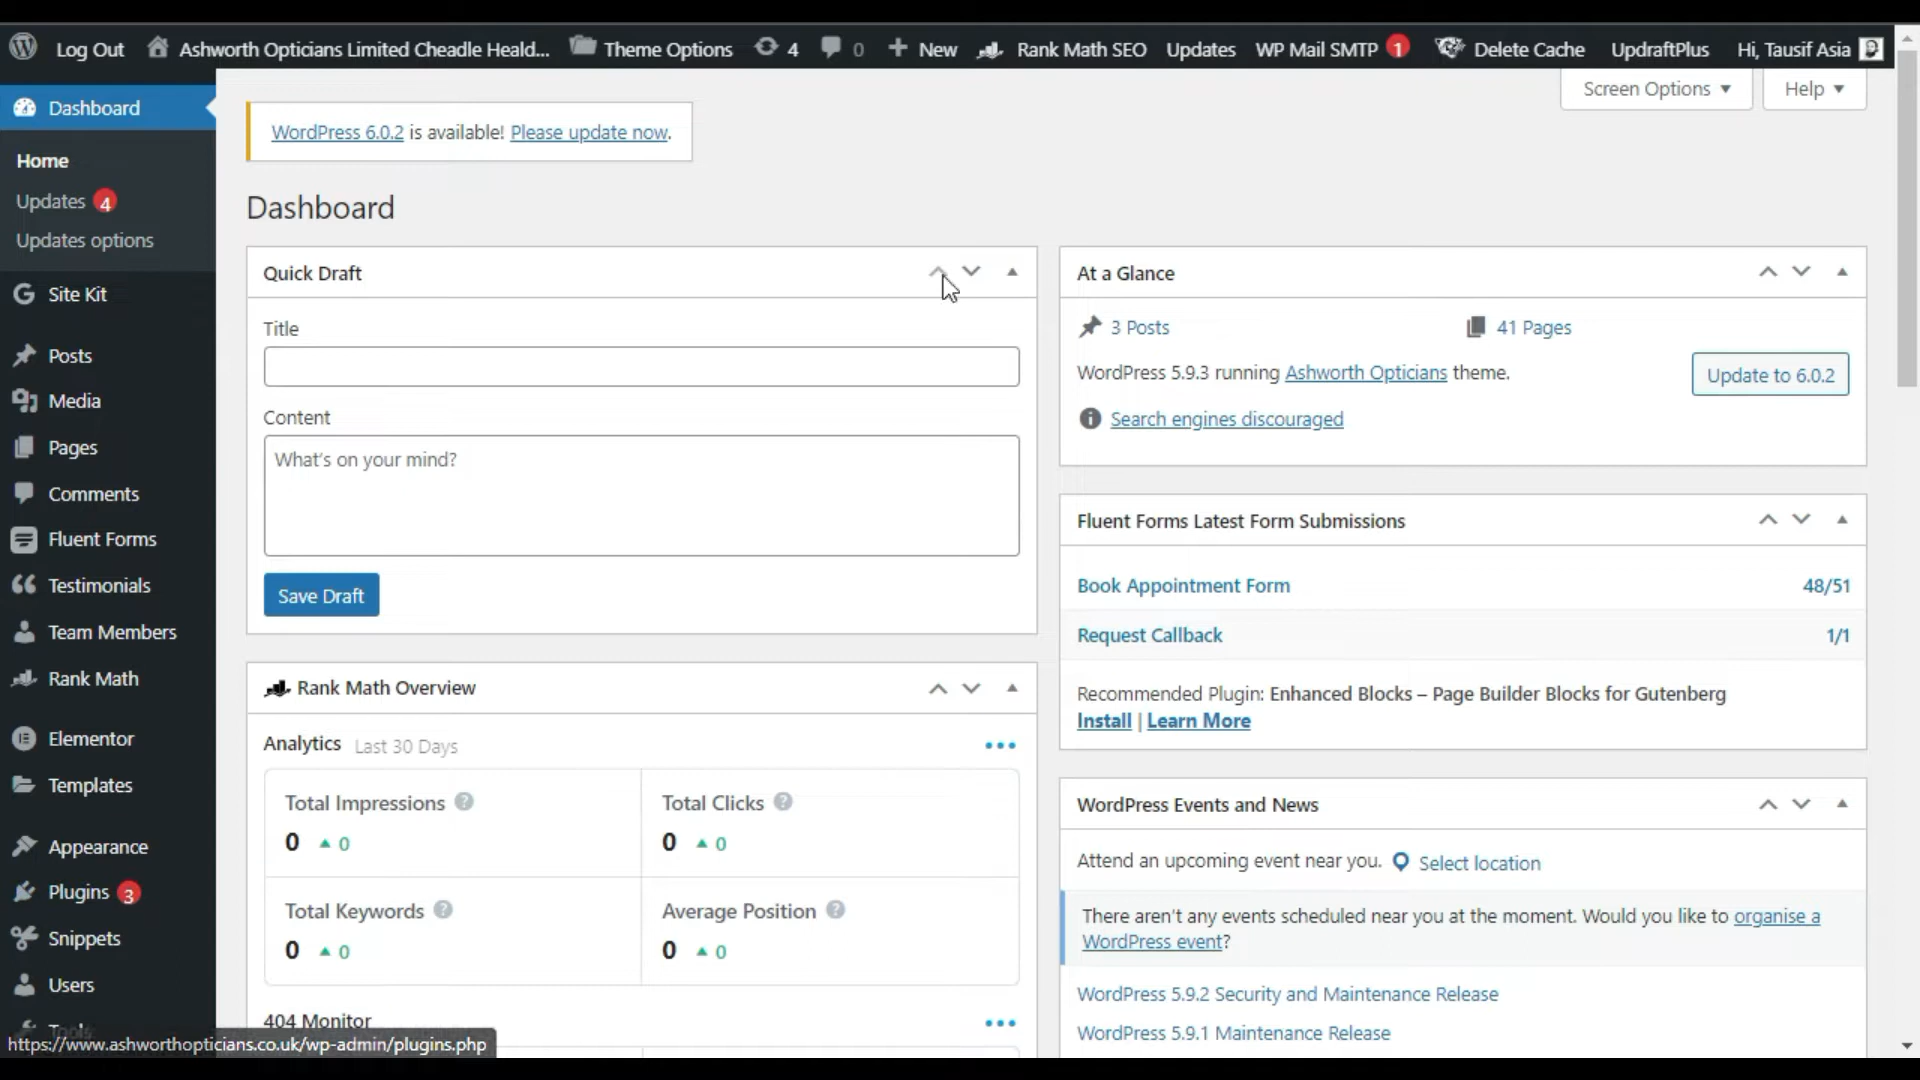 Log Out
Ashworth Opticians Limited Cheadle Heald...
Theme Options
4
0
New
Rank Math SEO
Updates
WP Mail SMTP 1
Delete Cache
UpdraftPlus
Hi, Tausif Asia
Dashboard
Home
Updates 4
Updates options
Site Kit
Posts
Media
Pages
Comments
Fluent Forms
Testimonials
Team Members
Rank Math
Elementor
Templates
Appearance
Plugins 3
Snippets
Users
Tools
https://www.ashworthopticians.co.uk/wp-admin/plugins.php
Screen Options ▼
Help ▼
WordPress 6.0.2 is available! Please update now.
Dashboard
Quick Draft
Title
Content
What's on your mind?
Save Draft
Rank Math Overview
Analytics Last 30 Days
Total Impressions
0 ▲ 0
Total Clicks
0 ▲ 0
Total Keywords
0 ▲ 0
Average Position
0 ▲ 0
404 Monitor
At a Glance
3 Posts
41 Pages
WordPress 5.9.3 running Ashworth Opticians theme.
Update to 6.0.2
Search engines discouraged
Fluent Forms Latest Form Submissions
Book Appointment Form 48/51
Request Callback 1/1
Recommended Plugin: Enhanced Blocks – Page Builder Blocks for Gutenberg
Install | Learn More
WordPress Events and News
Attend an upcoming event near you. Select location
There aren't any events scheduled near you at the moment. Would you like to organise a
WordPress event?
WordPress 5.9.2 Security and Maintenance Release
WordPress 5.9.1 Maintenance Release